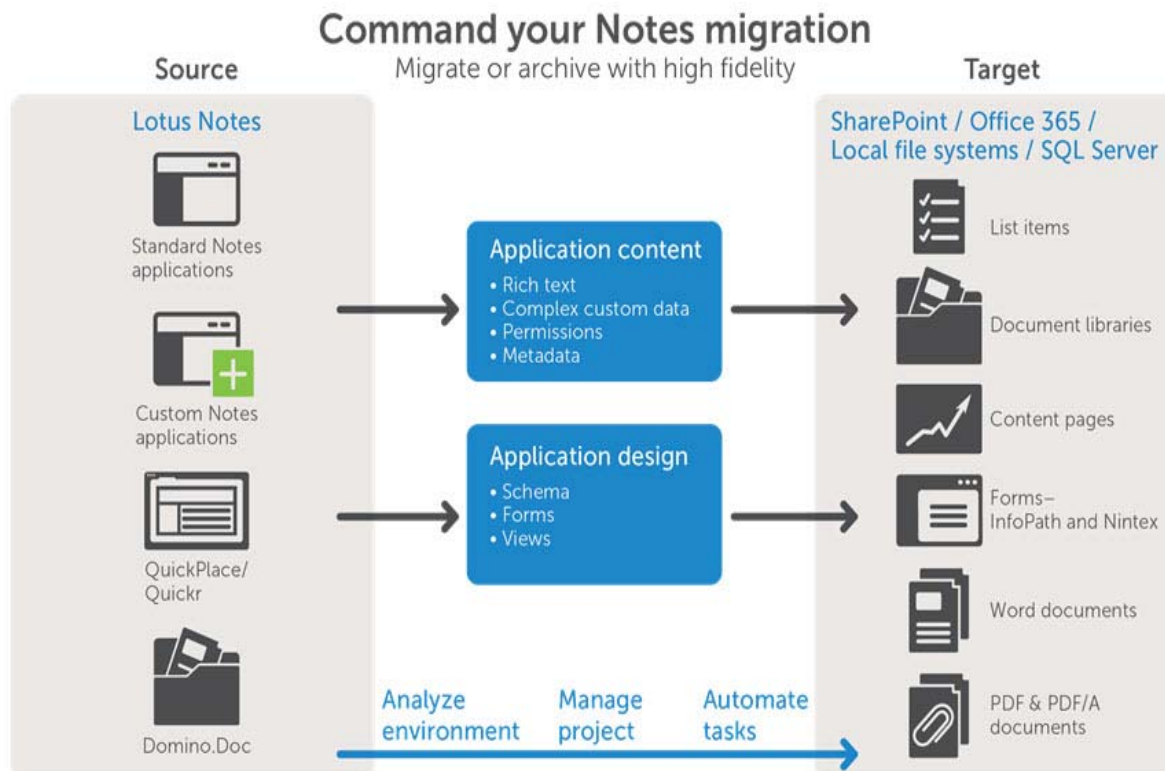 Command your Notes migration
Migrate or archive with high fidelity
Source
Target
Lotus Notes
Standard Notes
applications
Custom Notes
applications
QuickPlace/
Quickr
Domino.Doc
Application content
• Rich text
• Complex custom data
• Permissions
• Metadata
Application design
• Schema
• Forms
• Views
Analyze
environment
Manage
project
Automate
tasks
SharePoint / Office 365 /
Local file systems / SQL Server
List items
Document libraries
Content pages
Forms–
InfoPath and Nintex
Word documents
PDF & PDF/A
documents